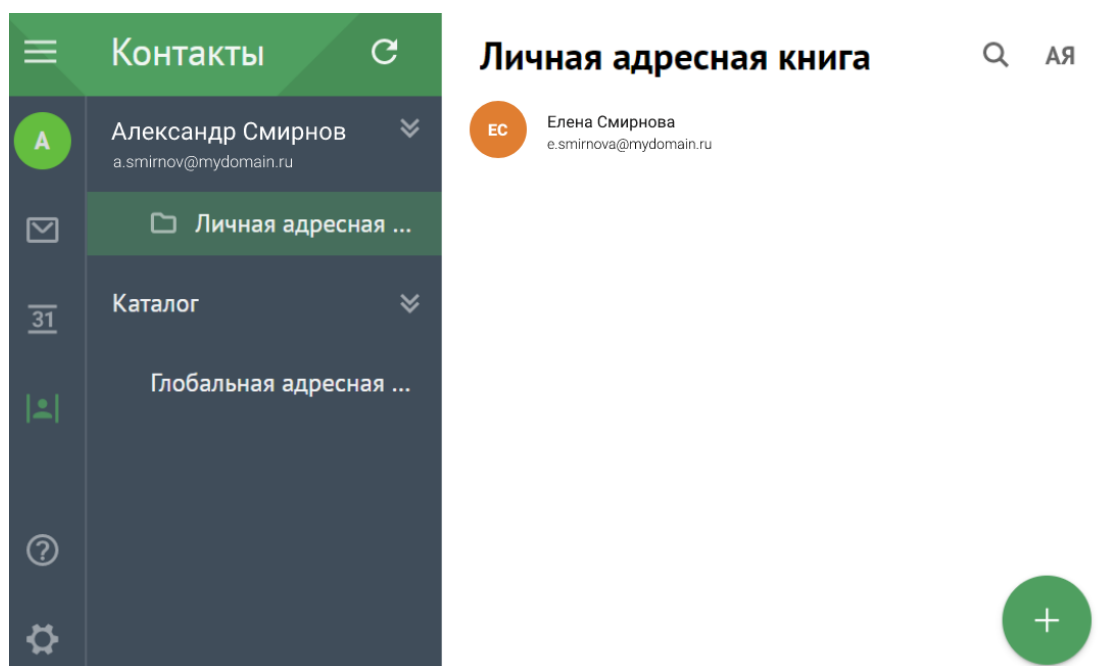 Контакты
А
Александр Смирнов
a.smirnov@mydomain.ru
Личная адресная ...
31
Каталог
Глобальная адресная ...
Личная адресная книга
АЯ
ЕС
Елена Смирнова
e.smirnova@mydomain.ru